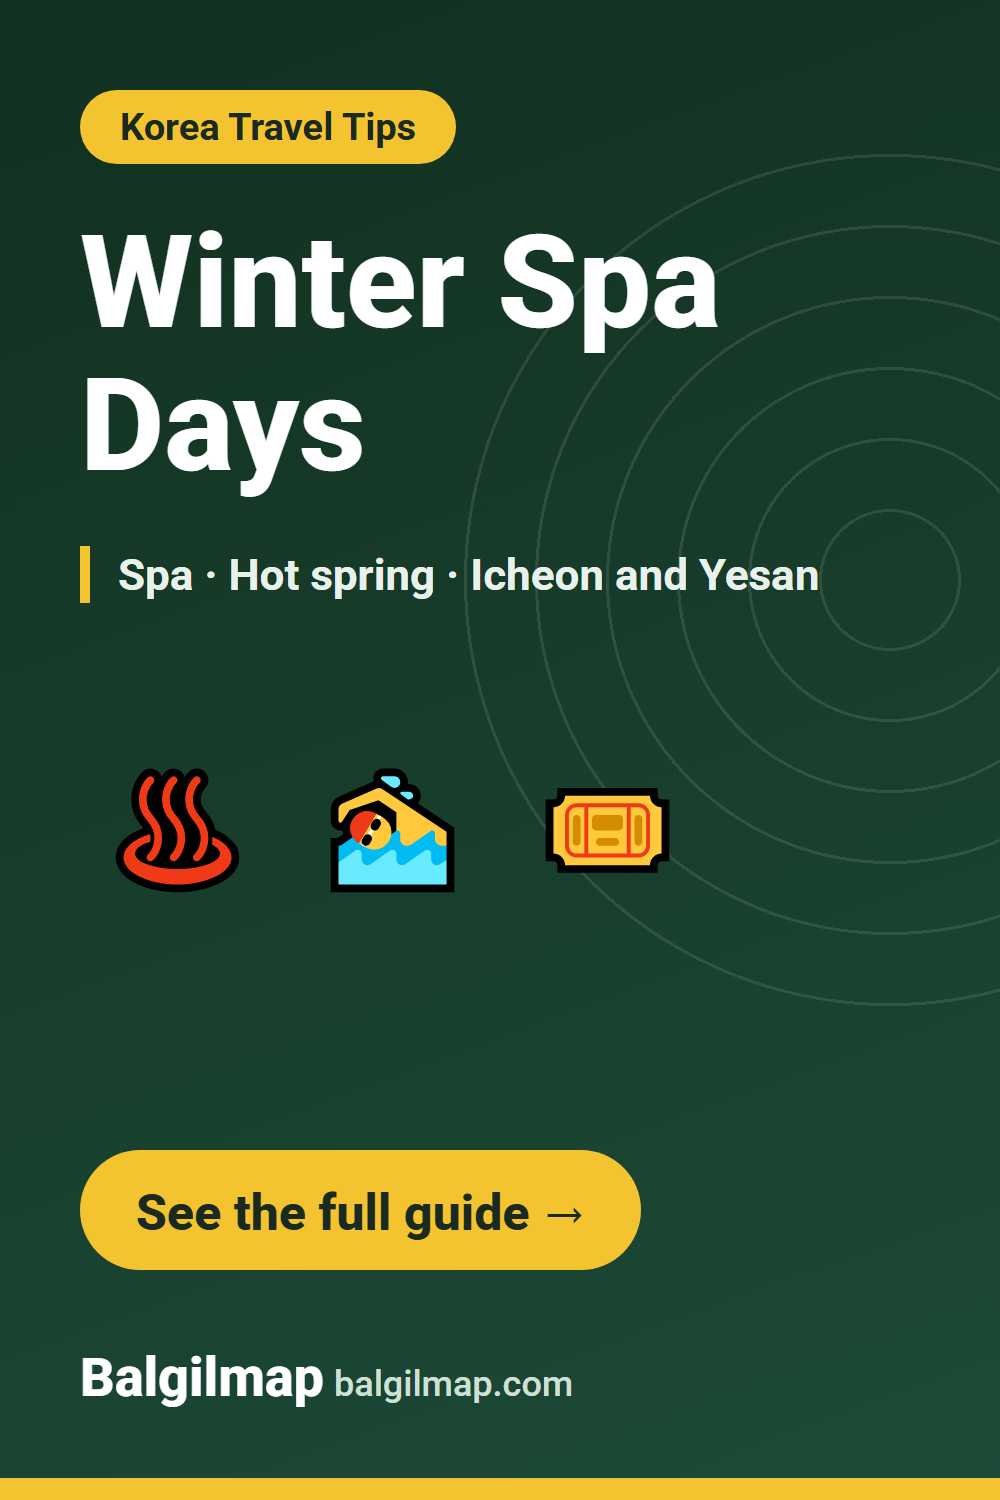 Korea Travel Tips
Winter Spa
Days
Spa · Hot spring · Icheon and Yesan
See the full guide →
Balgilmap balgilmap.com